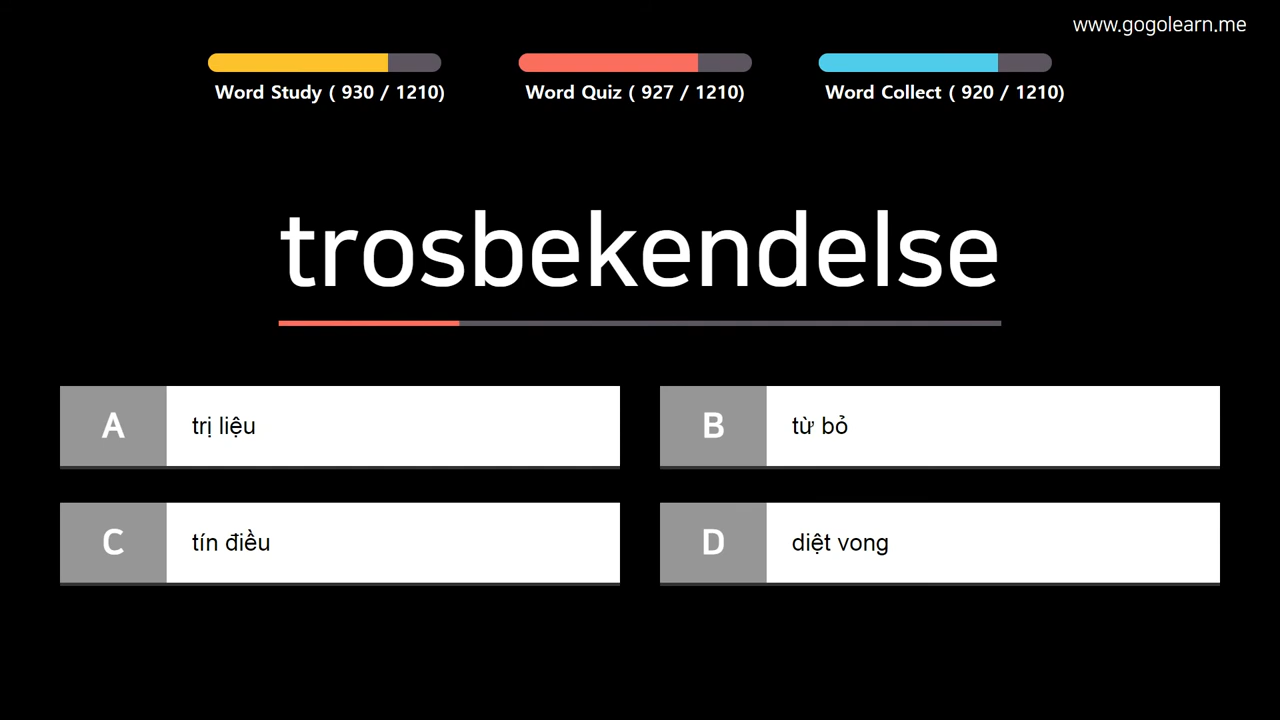 www.gogolearn.me
Word Study ( 930 / 1210)
Word Quiz ( 927 / 1210)
Word Collect ( 920 / 1210)
trosbekendelse
A trị liệu
B từ bỏ
C tín điều
D diệt vong